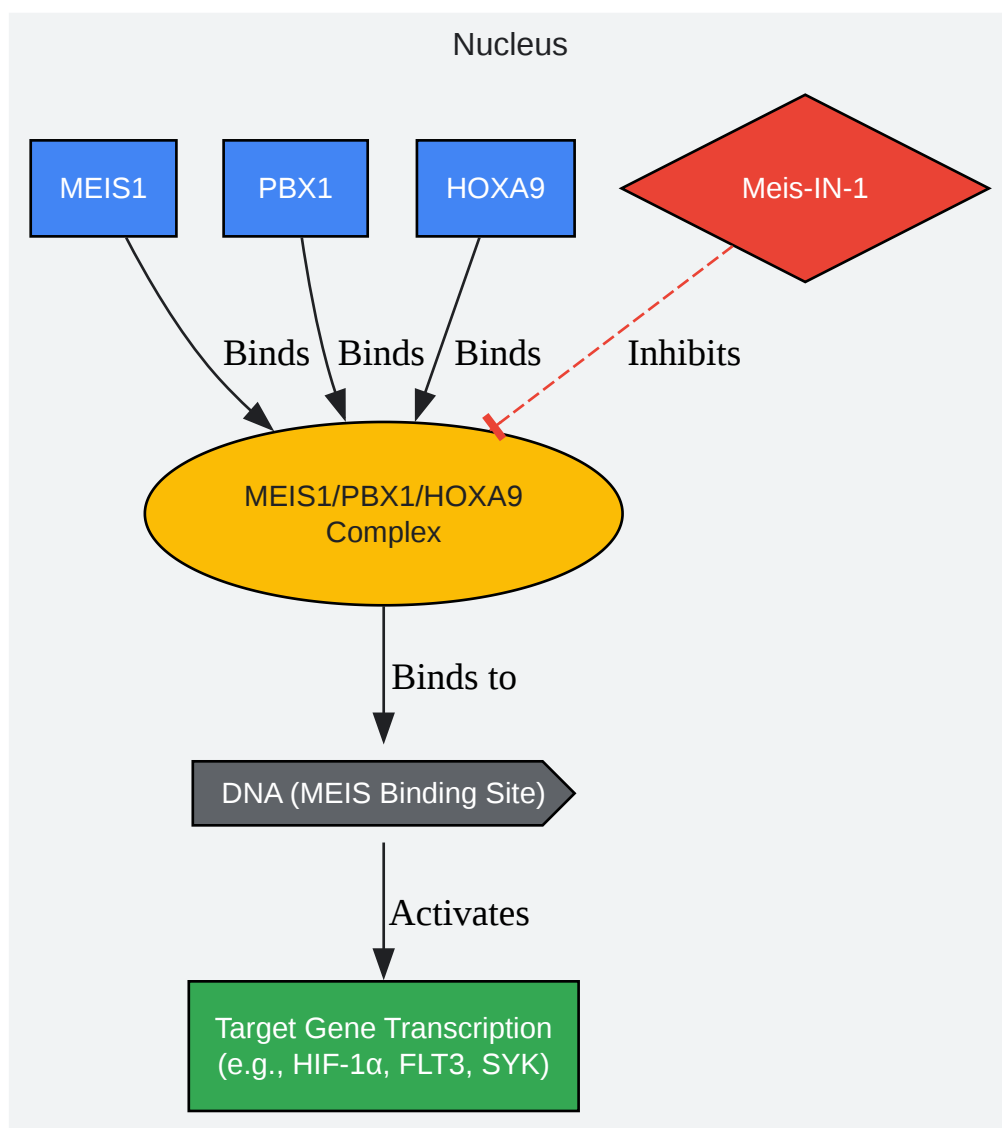 Nucleus
MEIS1
PBX1
HOXA9
Meis-IN-1
Binds
Binds
Binds
Inhibits
MEIS1/PBX1/HOXA9
Complex
Binds to
DNA (MEIS Binding Site)
Activates
Target Gene Transcription
(e.g., HIF-1α, FLT3, SYK)